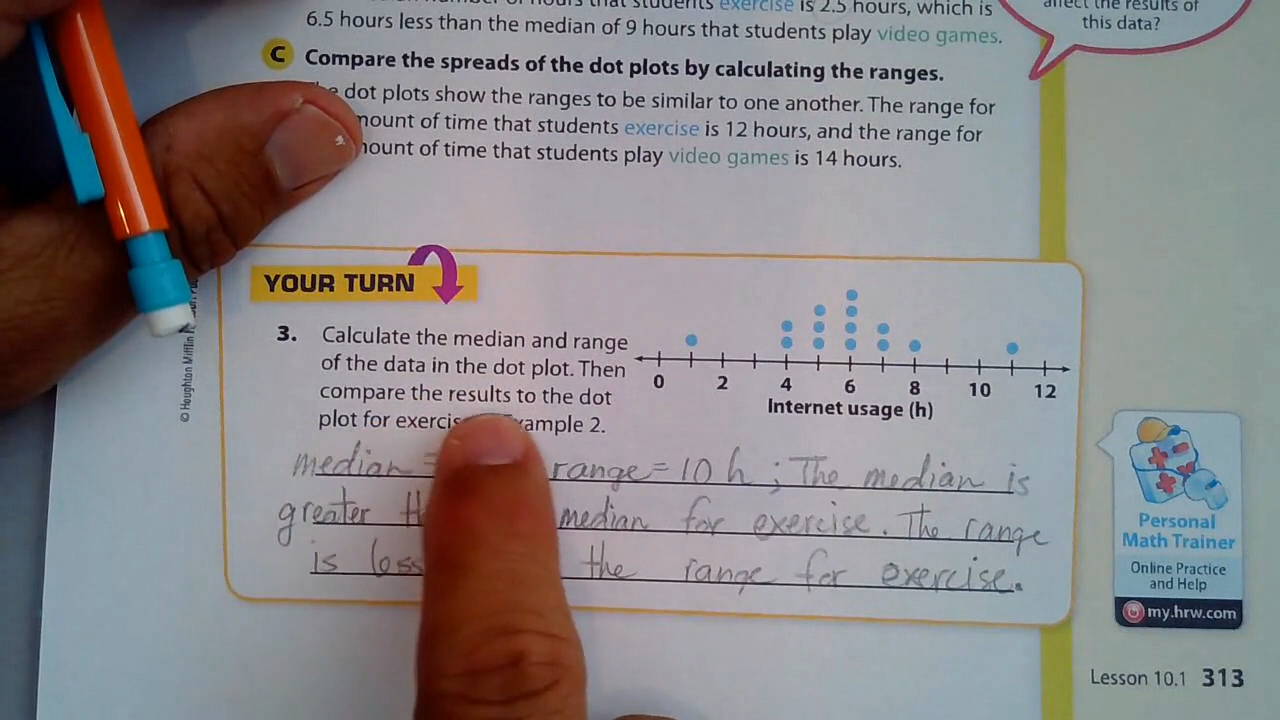 exercise is 2.5 hours, which is
6.5 hours less than the median of 9 hours that students play video games.
affect the results of
this data?
C Compare the spreads of the dot plots by calculating the ranges.
dot plots show the ranges to be similar to one another. The range for
of time that students exercise is 12 hours, and the range for
of time that students play video games is 14 hours.
YOUR TURN
3. Calculate the median and range
of the data in the dot plot. Then
compare the results to the dot
plot for 2.
0 2 4 6 8 10 12
Internet usage (h)
median = range = 10 h ; The median is
greater median for exercise. The range
is the range for exercise.
© Houghton Mifflin
Personal
Math Trainer
Online Practice
and Help
my.hrw.com
Lesson 10.1 313